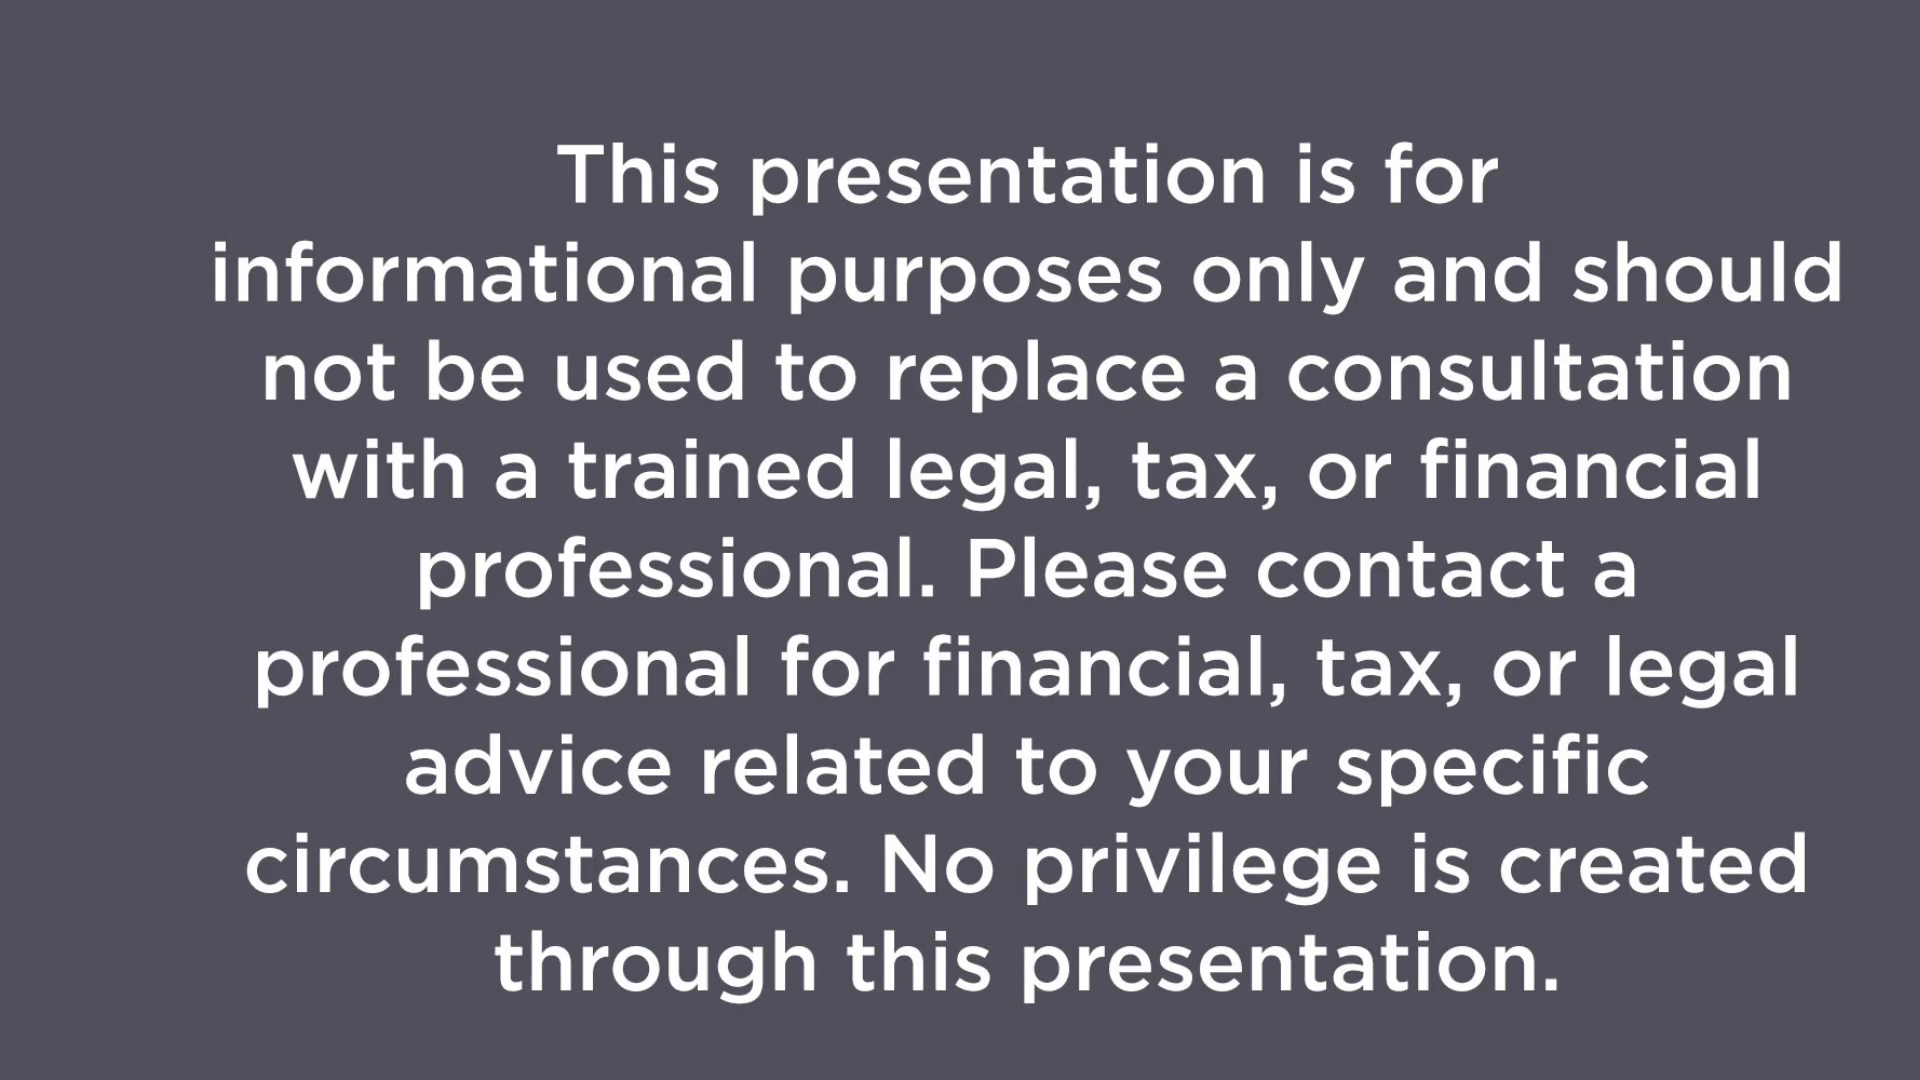 This presentation is for
informational purposes only and should
not be used to replace a consultation
with a trained legal, tax, or financial
professional. Please contact a
professional for financial, tax, or legal
advice related to your specific
circumstances. No privilege is created
through this presentation.